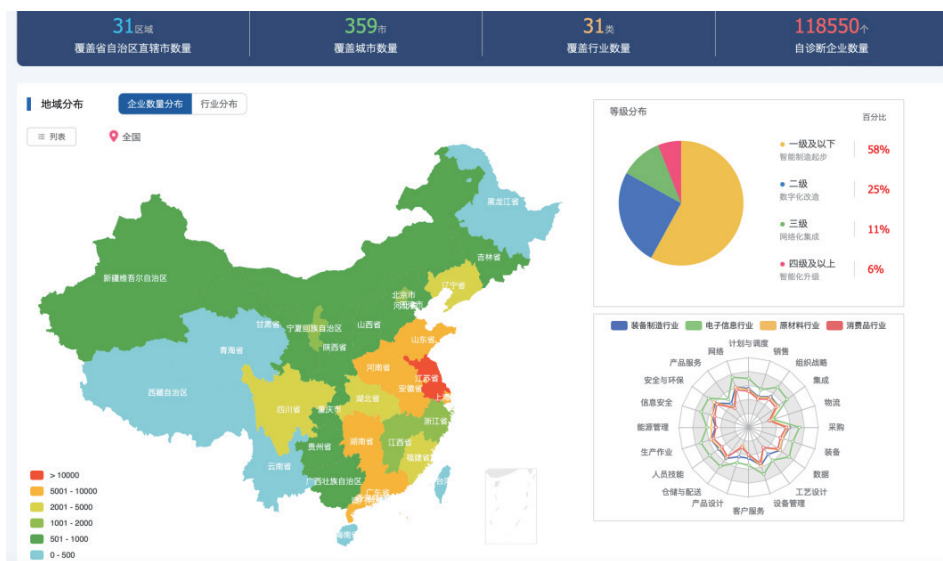 31区域
覆盖省自治区直辖市数量
359市
覆盖城市数量
31类
覆盖行业数量
118550个
自诊断企业数量
地域分布
企业数量分布
行业分布
列表
全国
黑龙江省
吉林省
辽宁省
新疆维吾尔自治区
北京市
甘肃省
宁夏回族自治区
山西省
陕西省
山东省
青海省
河南省
江苏省
安徽省
西藏自治区
四川省
重庆市
湖北省
浙江省
湖南省
江西省
贵州省
福建省
云南省
广西壮族自治区
广东省
海南省
> 10000
5001 - 10000
2001 - 5000
1001 - 2000
501 - 1000
0 - 500
等级分布
百分比
一级及以下
58%
智能制造起步
二级
25%
数字化改造
三级
11%
网络化集成
四级及以上
6%
智能化升级
装备制造行业
电子信息行业
原材料行业
消费品行业
计划与调度
网络
销售
产品服务
组织战略
安全与环保
集成
信息安全
物流
能源管理
采购
生产作业
装备
人员技能
数据
仓储与配送
工艺设计
产品设计
设备管理
客户服务